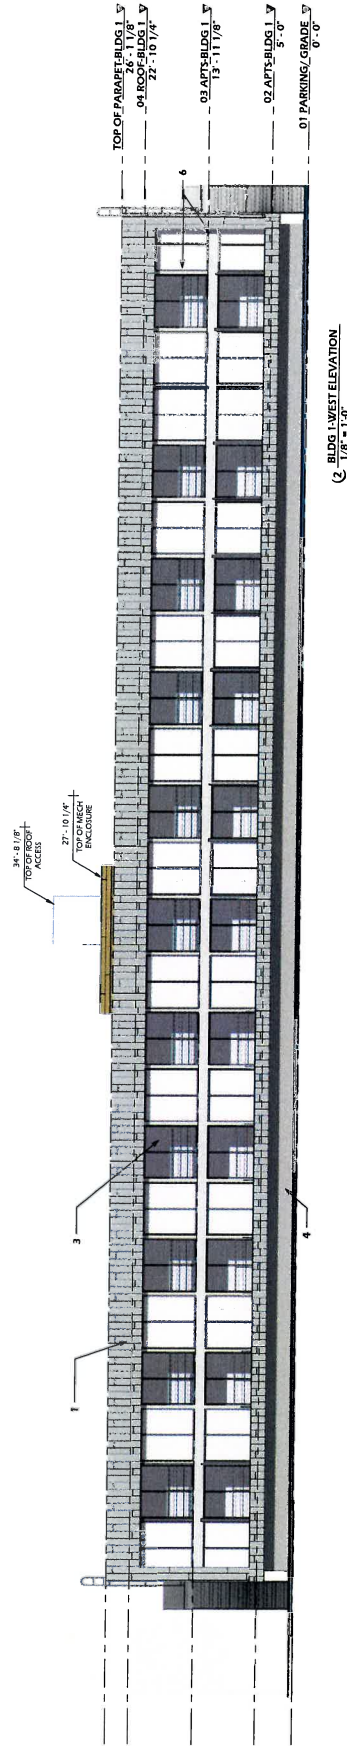 TOP OF PARAPET-BLDG 1
26' - 1 1/8"
04 ROOF-BLDG 1
22' - 10 1/4"
03 APTS-BLDG 1
13' - 11 1/8"
02 APTS-BLDG 1
5' - 0"
01 PARKING/ GRADE
0' - 0"
34' - 8 1/8"
TOP OF ROOF
ACCESS
27' - 10 1/4"
TOP OF MECH
ENCLOSURE
1
3
4
6
2
BLDG 1-WEST ELEVATION
1/8" = 1'-0"